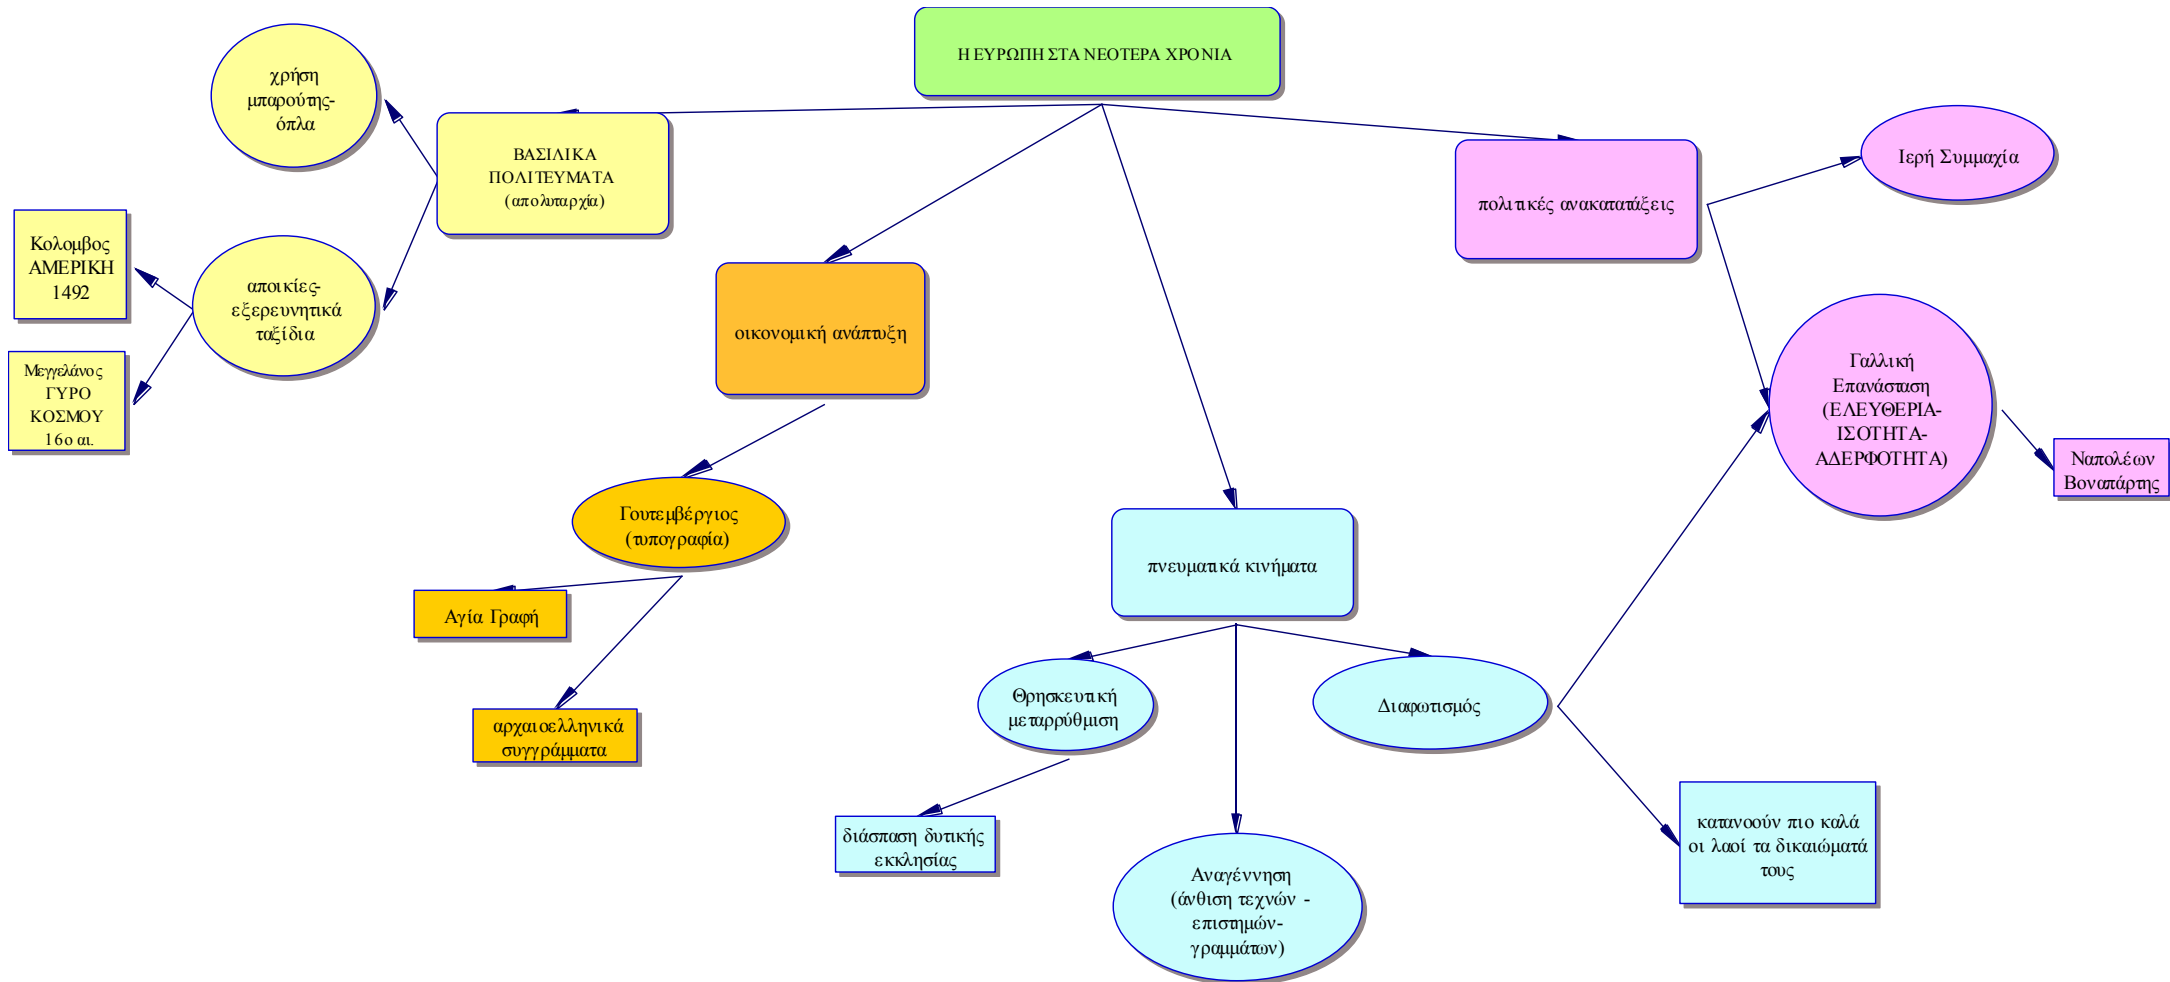 Η ΕΥΡΩΠΗ ΣΤΑ ΝΕΟΤΕΡΑ ΧΡΟΝΙΑ
χρήση
μπαρούτης-
όπλα
ΒΑΣΙΛΙΚΑ
ΠΟΛΙΤΕΥΜΑΤΑ
(απολυταρχία)
Κολομβος
ΑΜΕΡΙΚΗ
1492
αποικίες-
εξερευνητικά
ταξίδια
Μεγγελάνος
ΓΥΡΟ
ΚΟΣΜΟΥ
16ο αι.
οικονομική ανάπτυξη
Γουτεμβέργιος
(τυπογραφία)
Αγία Γραφή
αρχαιοελληνικά
συγγράμματα
πνευματικά κινήματα
Θρησκευτική
μεταρρύθμιση
διάσπαση δυτικής
εκκλησίας
Αναγέννηση
(άνθιση τεχνών -
επιστημών-
γραμμάτων)
Διαφωτισμός
κατανοούν πιο καλά
οι λαοί τα δικαιώματά
τους
πολιτικές ανακατατάξεις
Ιερή Συμμαχία
Γαλλική
Επανάσταση
(ΕΛΕΥΘΕΡΙΑ-
ΙΣΟΤΗΤΑ-
ΑΔΕΡΦΟΤΗΤΑ)
Ναπολέων
Βοναπάρτης